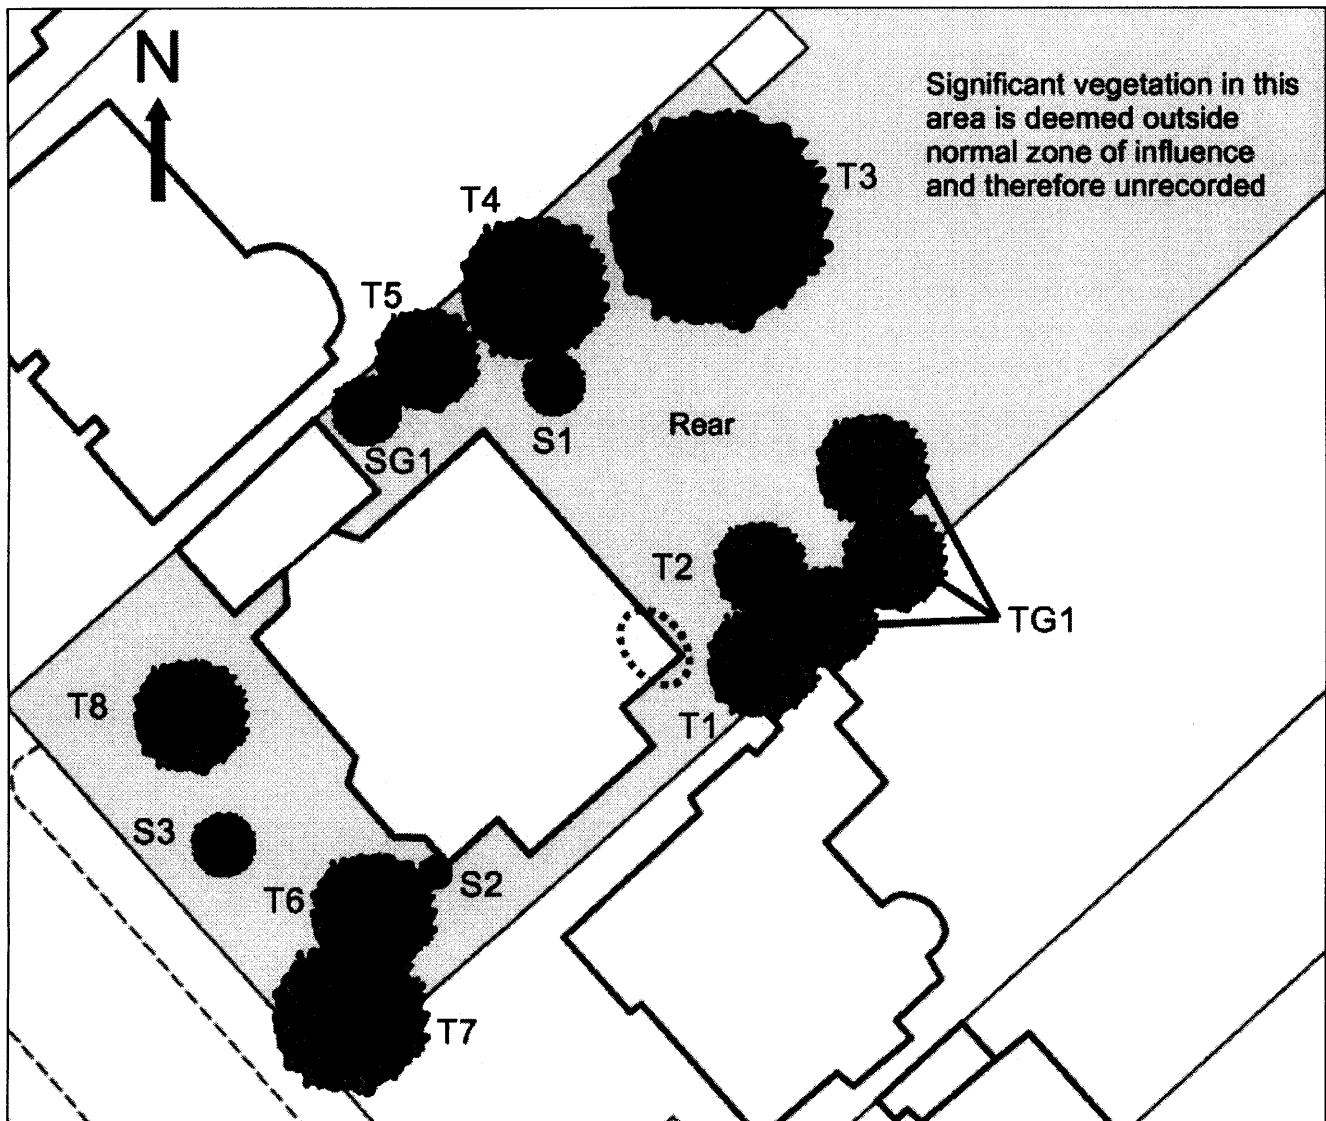 N
Significant vegetation in this
area is deemed outside
normal zone of influence
and therefore unrecorded
T3
T4
T5
Rear
S1
SG1
T2
TG1
T8
T1
S3
S2
T6
T7